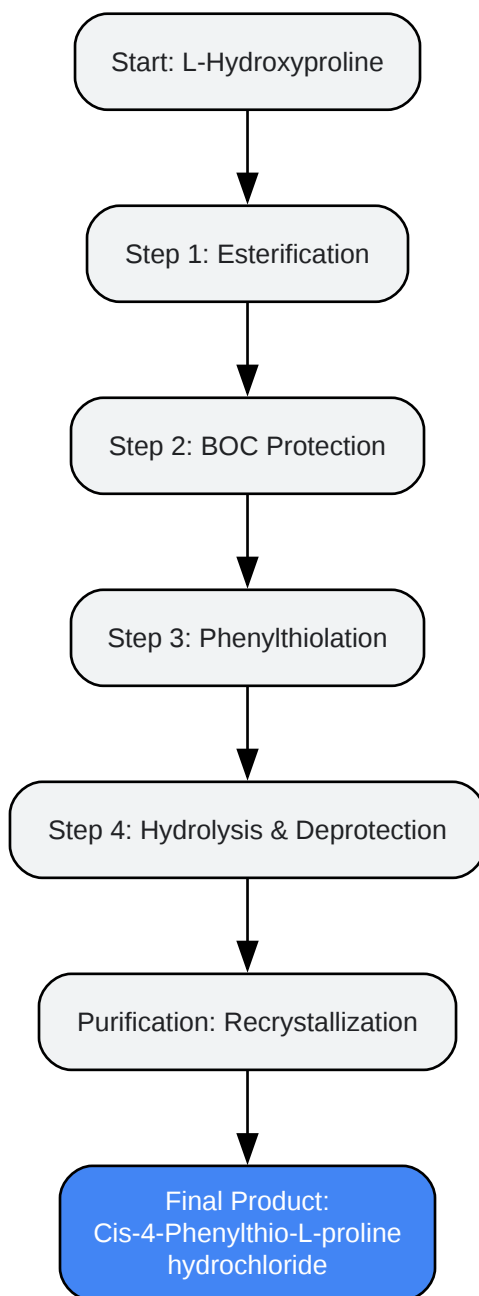 Start: L-Hydroxyproline
Step 1: Esterification
Step 2: BOC Protection
Step 3: Phenylthiolation
Step 4: Hydrolysis & Deprotection
Purification: Recrystallization
Final Product:
Cis-4-Phenylthio-L-proline
hydrochloride